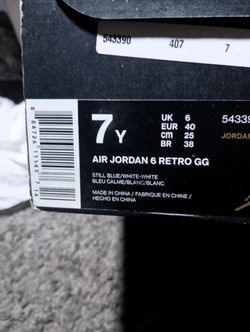 543390 407 7
7 Y
UK 6
EUR 40
cm 25
BR 38
54339
JORDAN
AIR JORDAN 6 RETRO GG
STILL BLUE/WHITE-WHITE
BLEU CALME/BLANC/BLANC
MADE IN CHINA / FABRIQUE EN CHINE /
HECHO EN CHINA